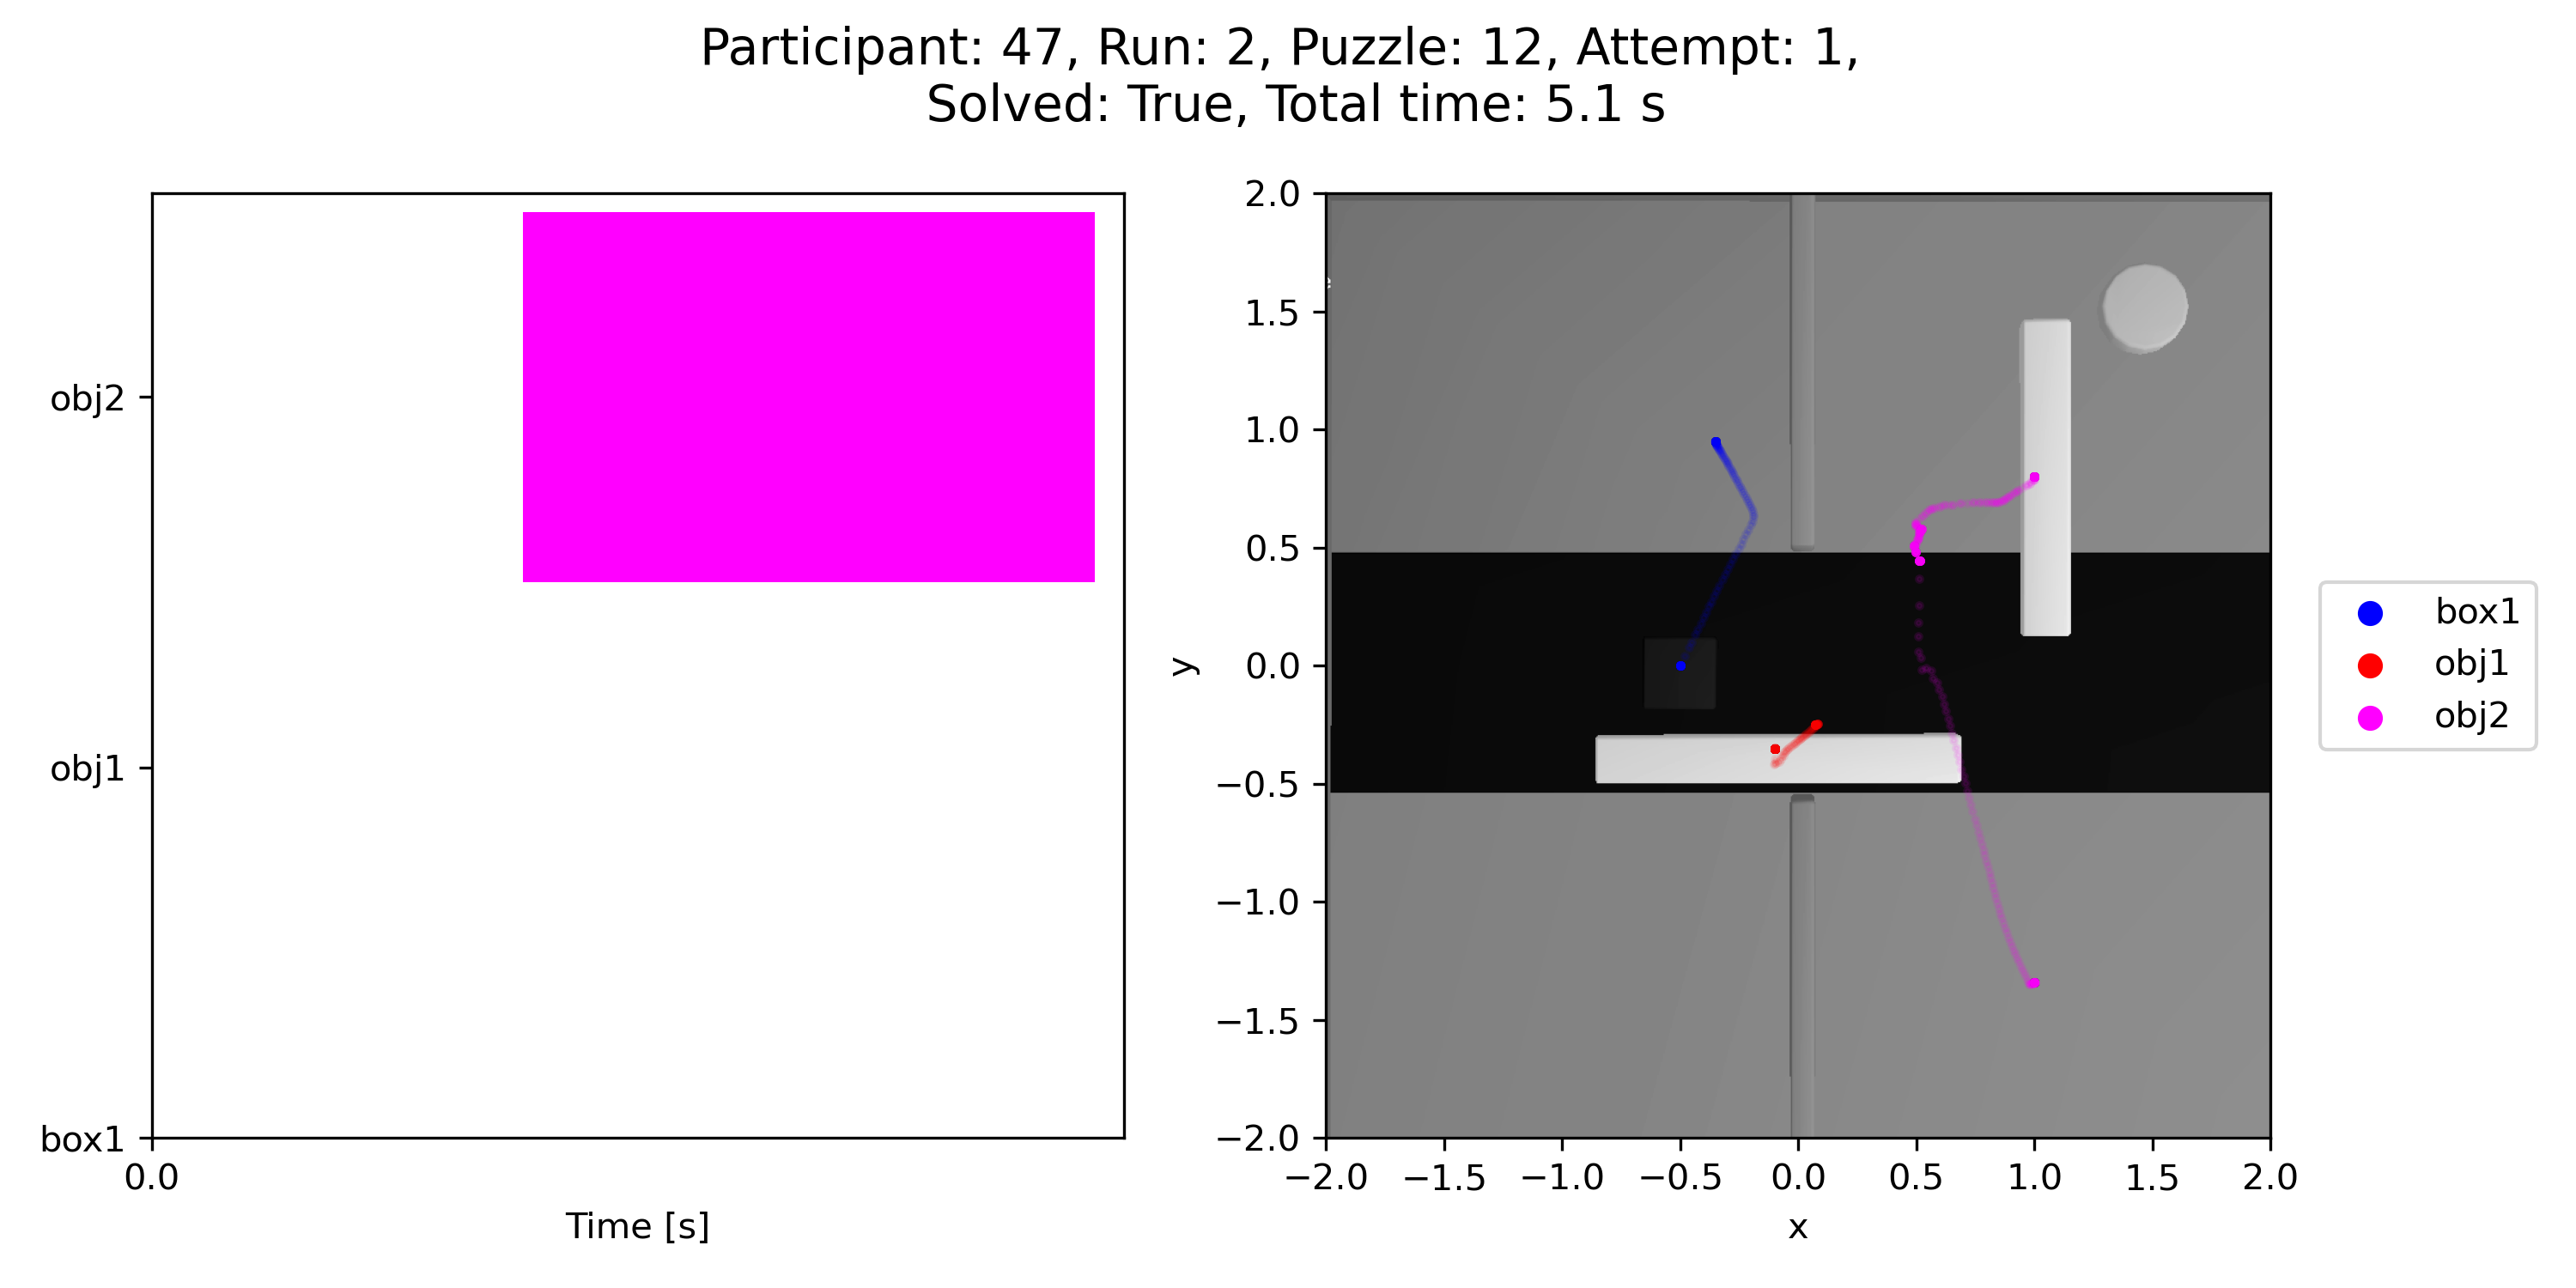 Participant: 47, Run: 2, Puzzle: 12, Attempt: 1,
Solved: True, Total time: 5.1 s
obj2
obj1
box1
0.0
Time [s]
2.0
1.5
1.0
0.5
0.0
−0.5
−1.0
−1.5
−2.0
y
−2.0 −1.5 −1.0 −0.5 0.0 0.5 1.0 1.5 2.0
x
box1
obj1
obj2